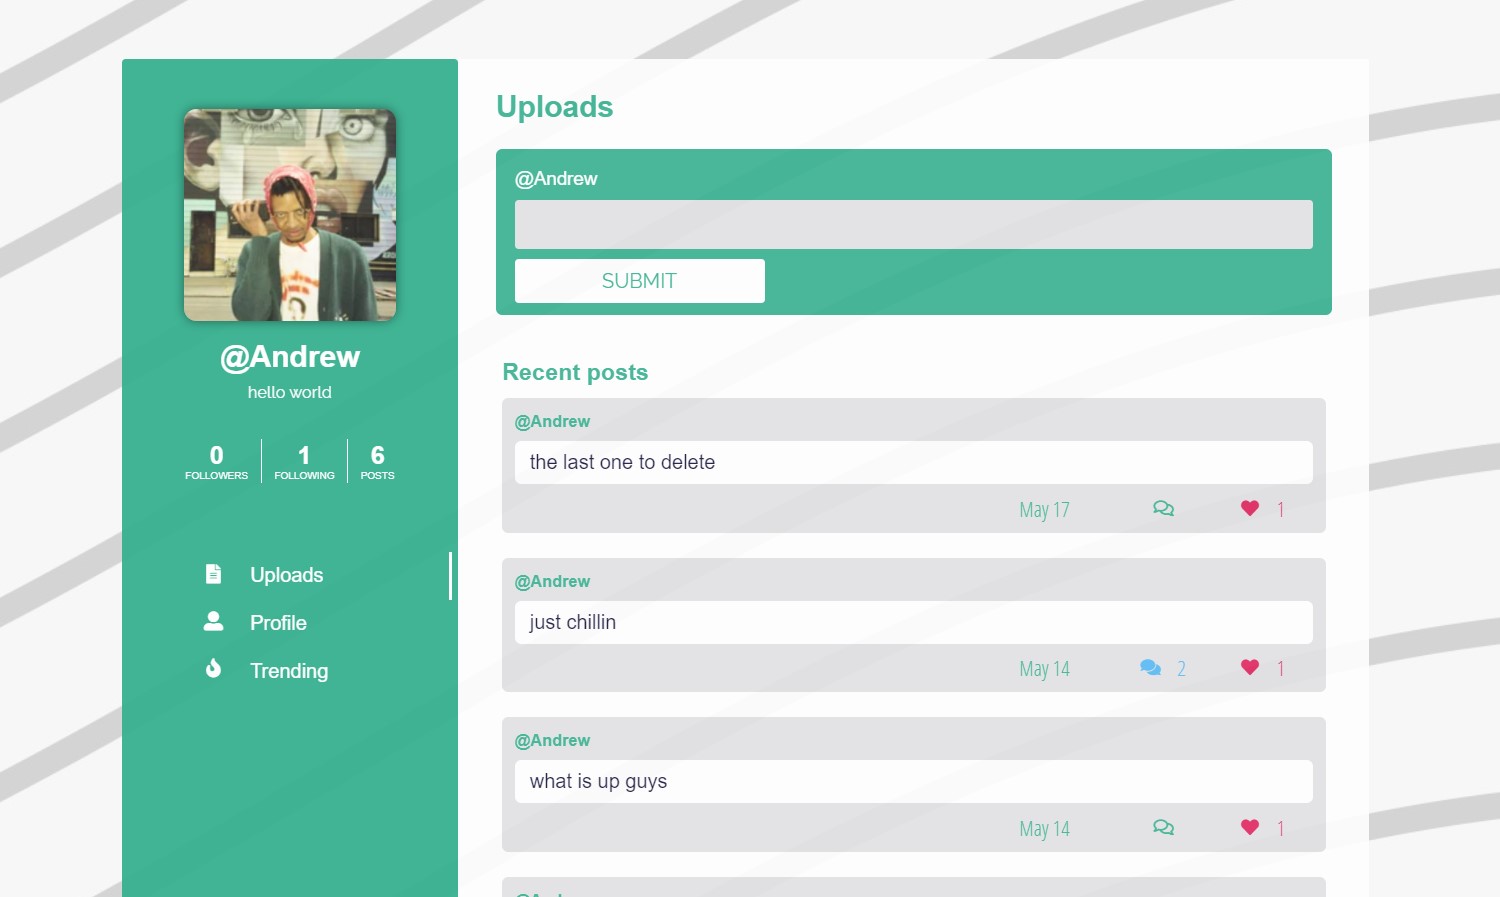 @Andrew
hello world
0 1 6
FOLLOWERS FOLLOWING POSTS
Uploads
Profile
Trending
Uploads
@Andrew
SUBMIT
Recent posts
@Andrew
the last one to delete
May 17 1
@Andrew
just chillin
May 14 2 1
@Andrew
what is up guys
May 14 1